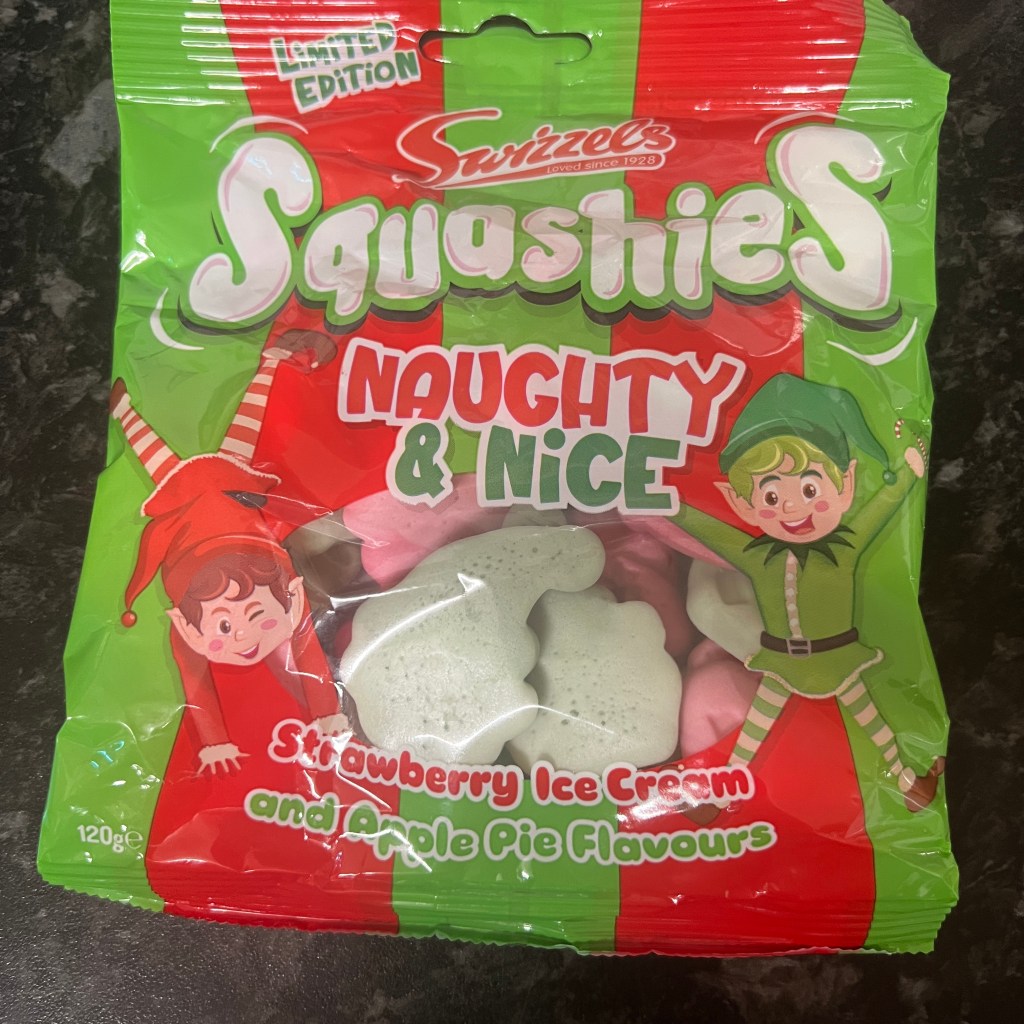 LiMiTED
EDiTiON
Swizzels
Loved since 1928
Squashies
NAUGHTY
& NiCE
Strawberry Ice Cream
and Apple Pie Flavours
120g℮